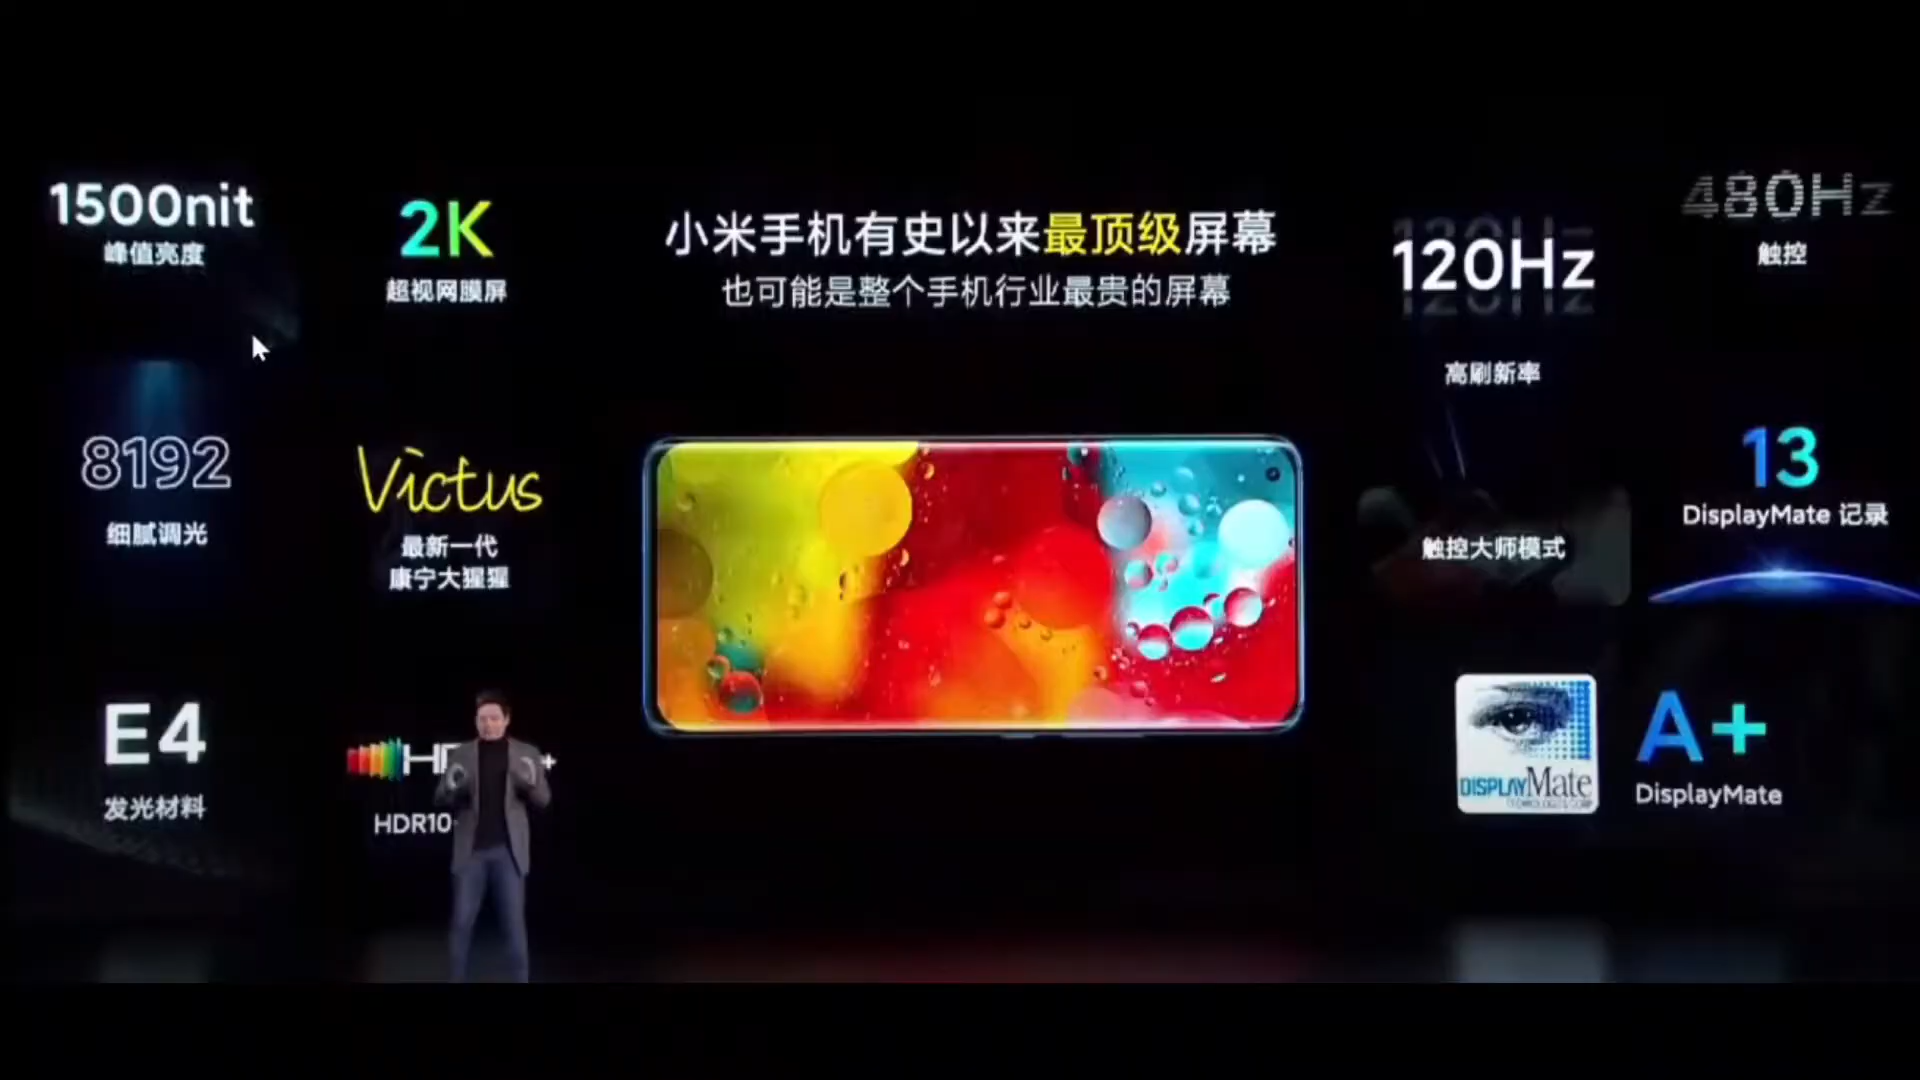 1500nit
峰值亮度
2K
超视网膜屏
小米手机有史以来最顶级屏幕
也可能是整个手机行业最贵的屏幕
120Hz
高刷新率
480Hz
触控
8192
细腻调光
Victus
最新一代
康宁大猩猩
触控大师模式
13
DisplayMate 记录
E4
发光材料
HDR10
DISPLAYMate
A+
DisplayMate